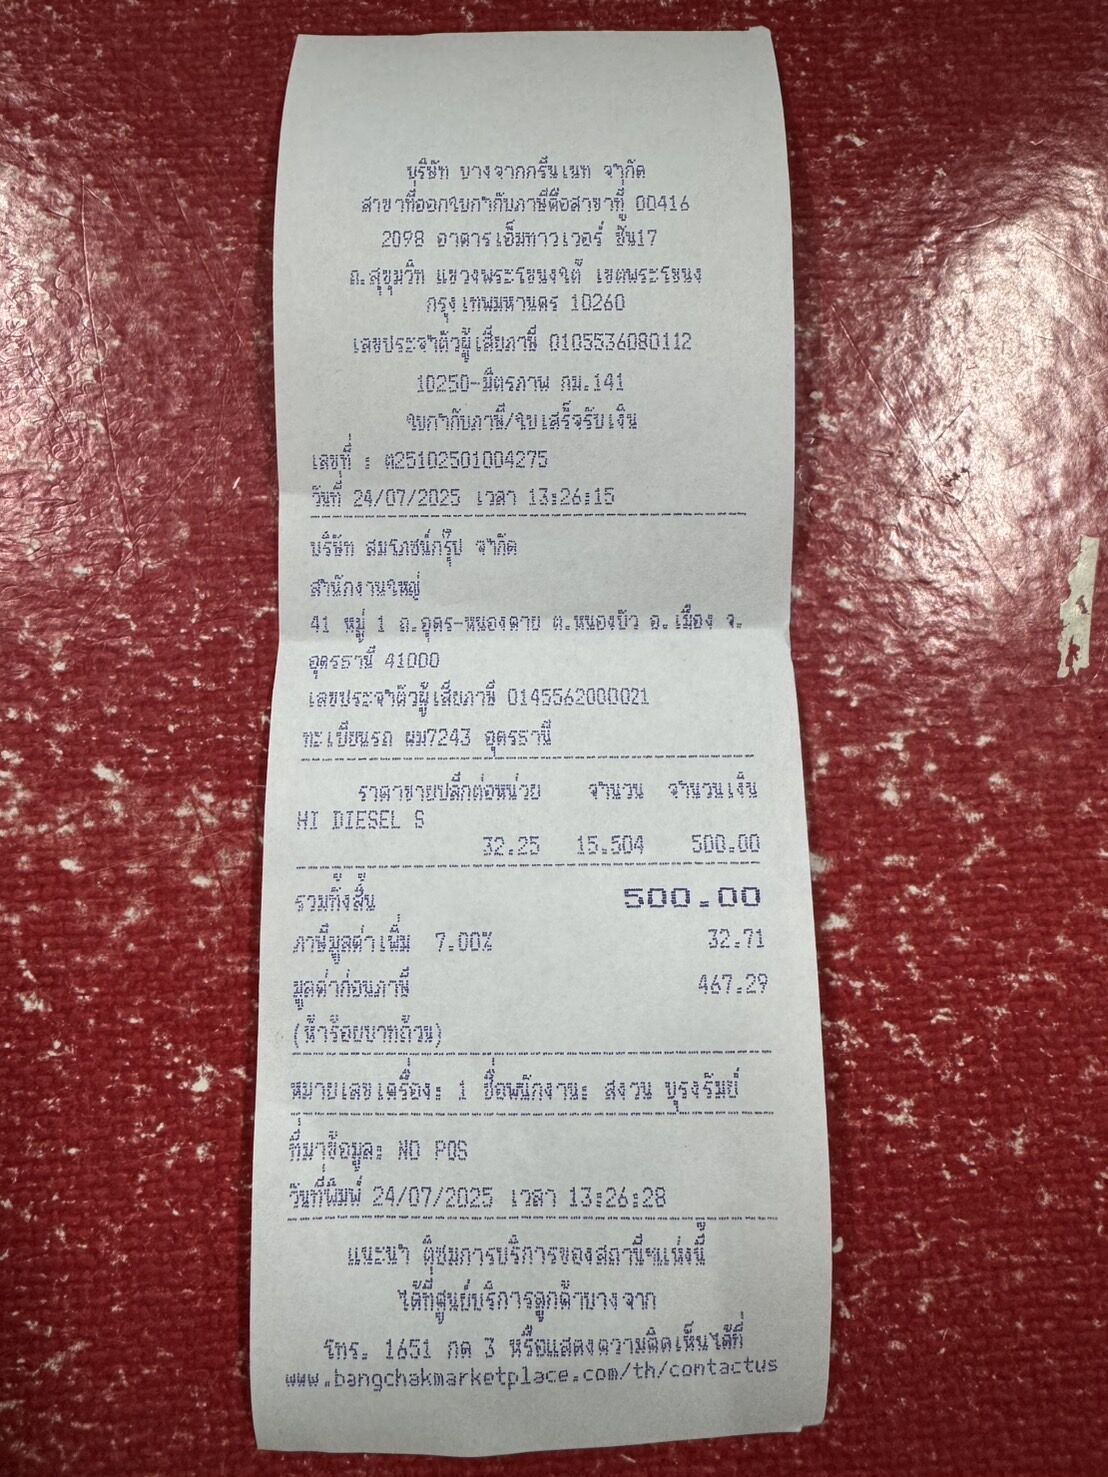 บริษัท บางจากกรีนเนท จำกัด
สาขาที่ออกใบกำกับภาษีคือสาขาที่ 00416
2098 อาคารเอ็มทาวเวอร์ ชั้น17
ถ.สุขุมวิท แขวงพระโขนงใต้ เขตพระโขนง
กรุงเทพมหานคร 10260
เลขประจำตัวผู้เสียภาษี 0105536080112
10250-มิตรภาพ กม.141
ใบกำกับภาษี/ใบเสร็จรับเงิน
เลขที่ : ต25102501004275
วันที่ 24/07/2025 เวลา 13:26:15
บริษัท สมโภชน์กรุ๊ป จำกัด
สำนักงานใหญ่
41 หมู่ 1 ถ.อุดร-หนองคาย ต.หนองบัว อ.เมือง จ.
อุดรธานี 41000
เลขประจำตัวผู้เสียภาษี 0145562000021
ทะเบียนรถ ผม7243 อุดรธานี
ราคาขายปลีกต่อหน่วย จำนวน จำนวนเงิน
HI DIESEL S
32.25 15.504 500.00
รวมทั้งสิ้น 500.00
ภาษีมูลค่าเพิ่ม 7.00% 32.71
มูลค่าก่อนภาษี 467.29
(ห้าร้อยบาทถ้วน)
หมายเลขเครื่อง: 1 ชื่อพนักงาน: สงวน บุรงรัมย์
ที่มาข้อมูล: NO POS
วันที่พิมพ์ 24/07/2025 เวลา 13:26:28
แนะนำ ติชมการบริการของสถานีฯแห่งนี้
ได้ที่ศูนย์บริการลูกค้าบางจาก
โทร. 1651 กด 3 หรือแสดงความคิดเห็นได้ที่
www.bangchakmarketplace.com/th/contactus